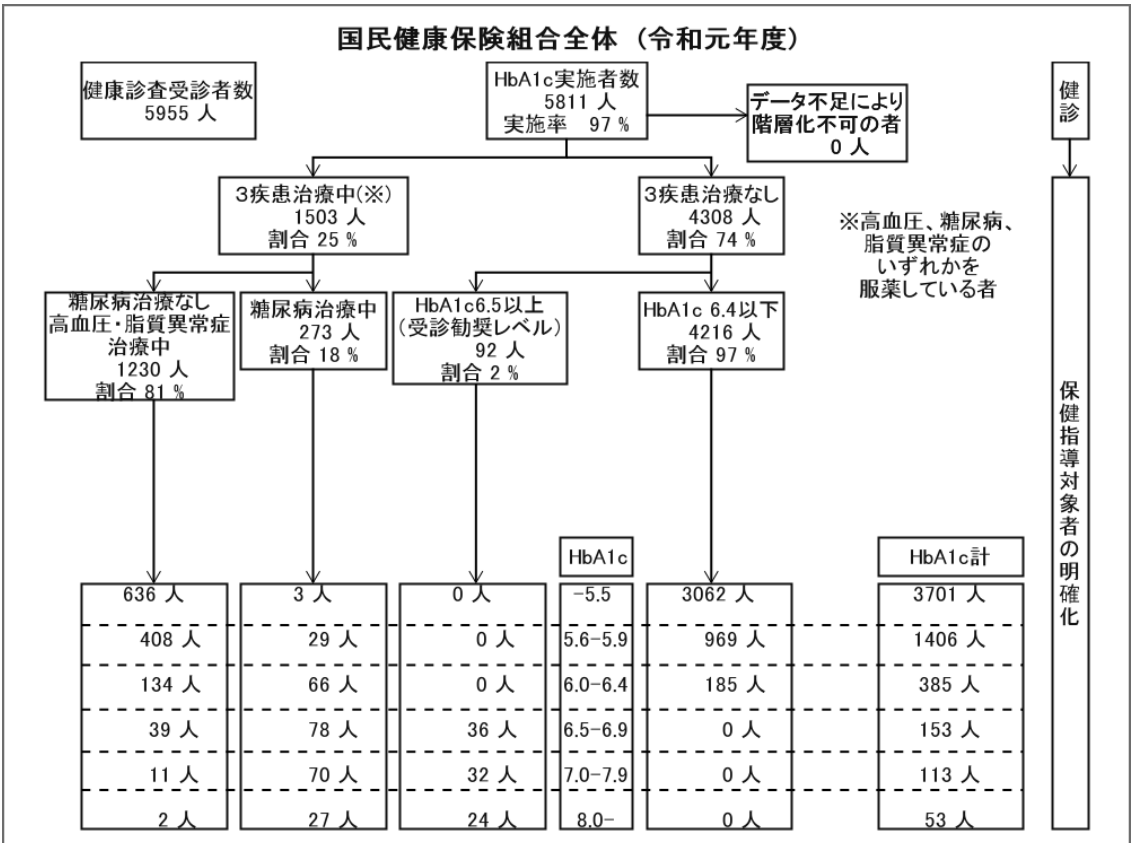 国民健康保険組合全体（令和元年度）
健康診査受診者数
5955 人
HbA1c実施者数
5811 人
実施率 97 %
データ不足により
階層化不可の者
0 人
健診
3疾患治療中(※)
1503 人
割合 25 %
3疾患治療なし
4308 人
割合 74 %
※高血圧、糖尿病、
脂質異常症の
いずれかを
服薬している者
糖尿病治療なし
高血圧・脂質異常症
治療中
1230 人
割合 81 %
糖尿病治療中
273 人
割合 18 %
HbA1c6.5以上
(受診勧奨レベル)
92 人
割合 2 %
HbA1c 6.4以下
4216 人
割合 97 %
保健指導対象者の明確化
HbA1c HbA1c計
636 人 3 人 0 人 -5.5 3062 人 3701 人
408 人 29 人 0 人 5.6-5.9 969 人 1406 人
134 人 66 人 0 人 6.0-6.4 185 人 385 人
39 人 78 人 36 人 6.5-6.9 0 人 153 人
11 人 70 人 32 人 7.0-7.9 0 人 113 人
2 人 27 人 24 人 8.0- 0 人 53 人